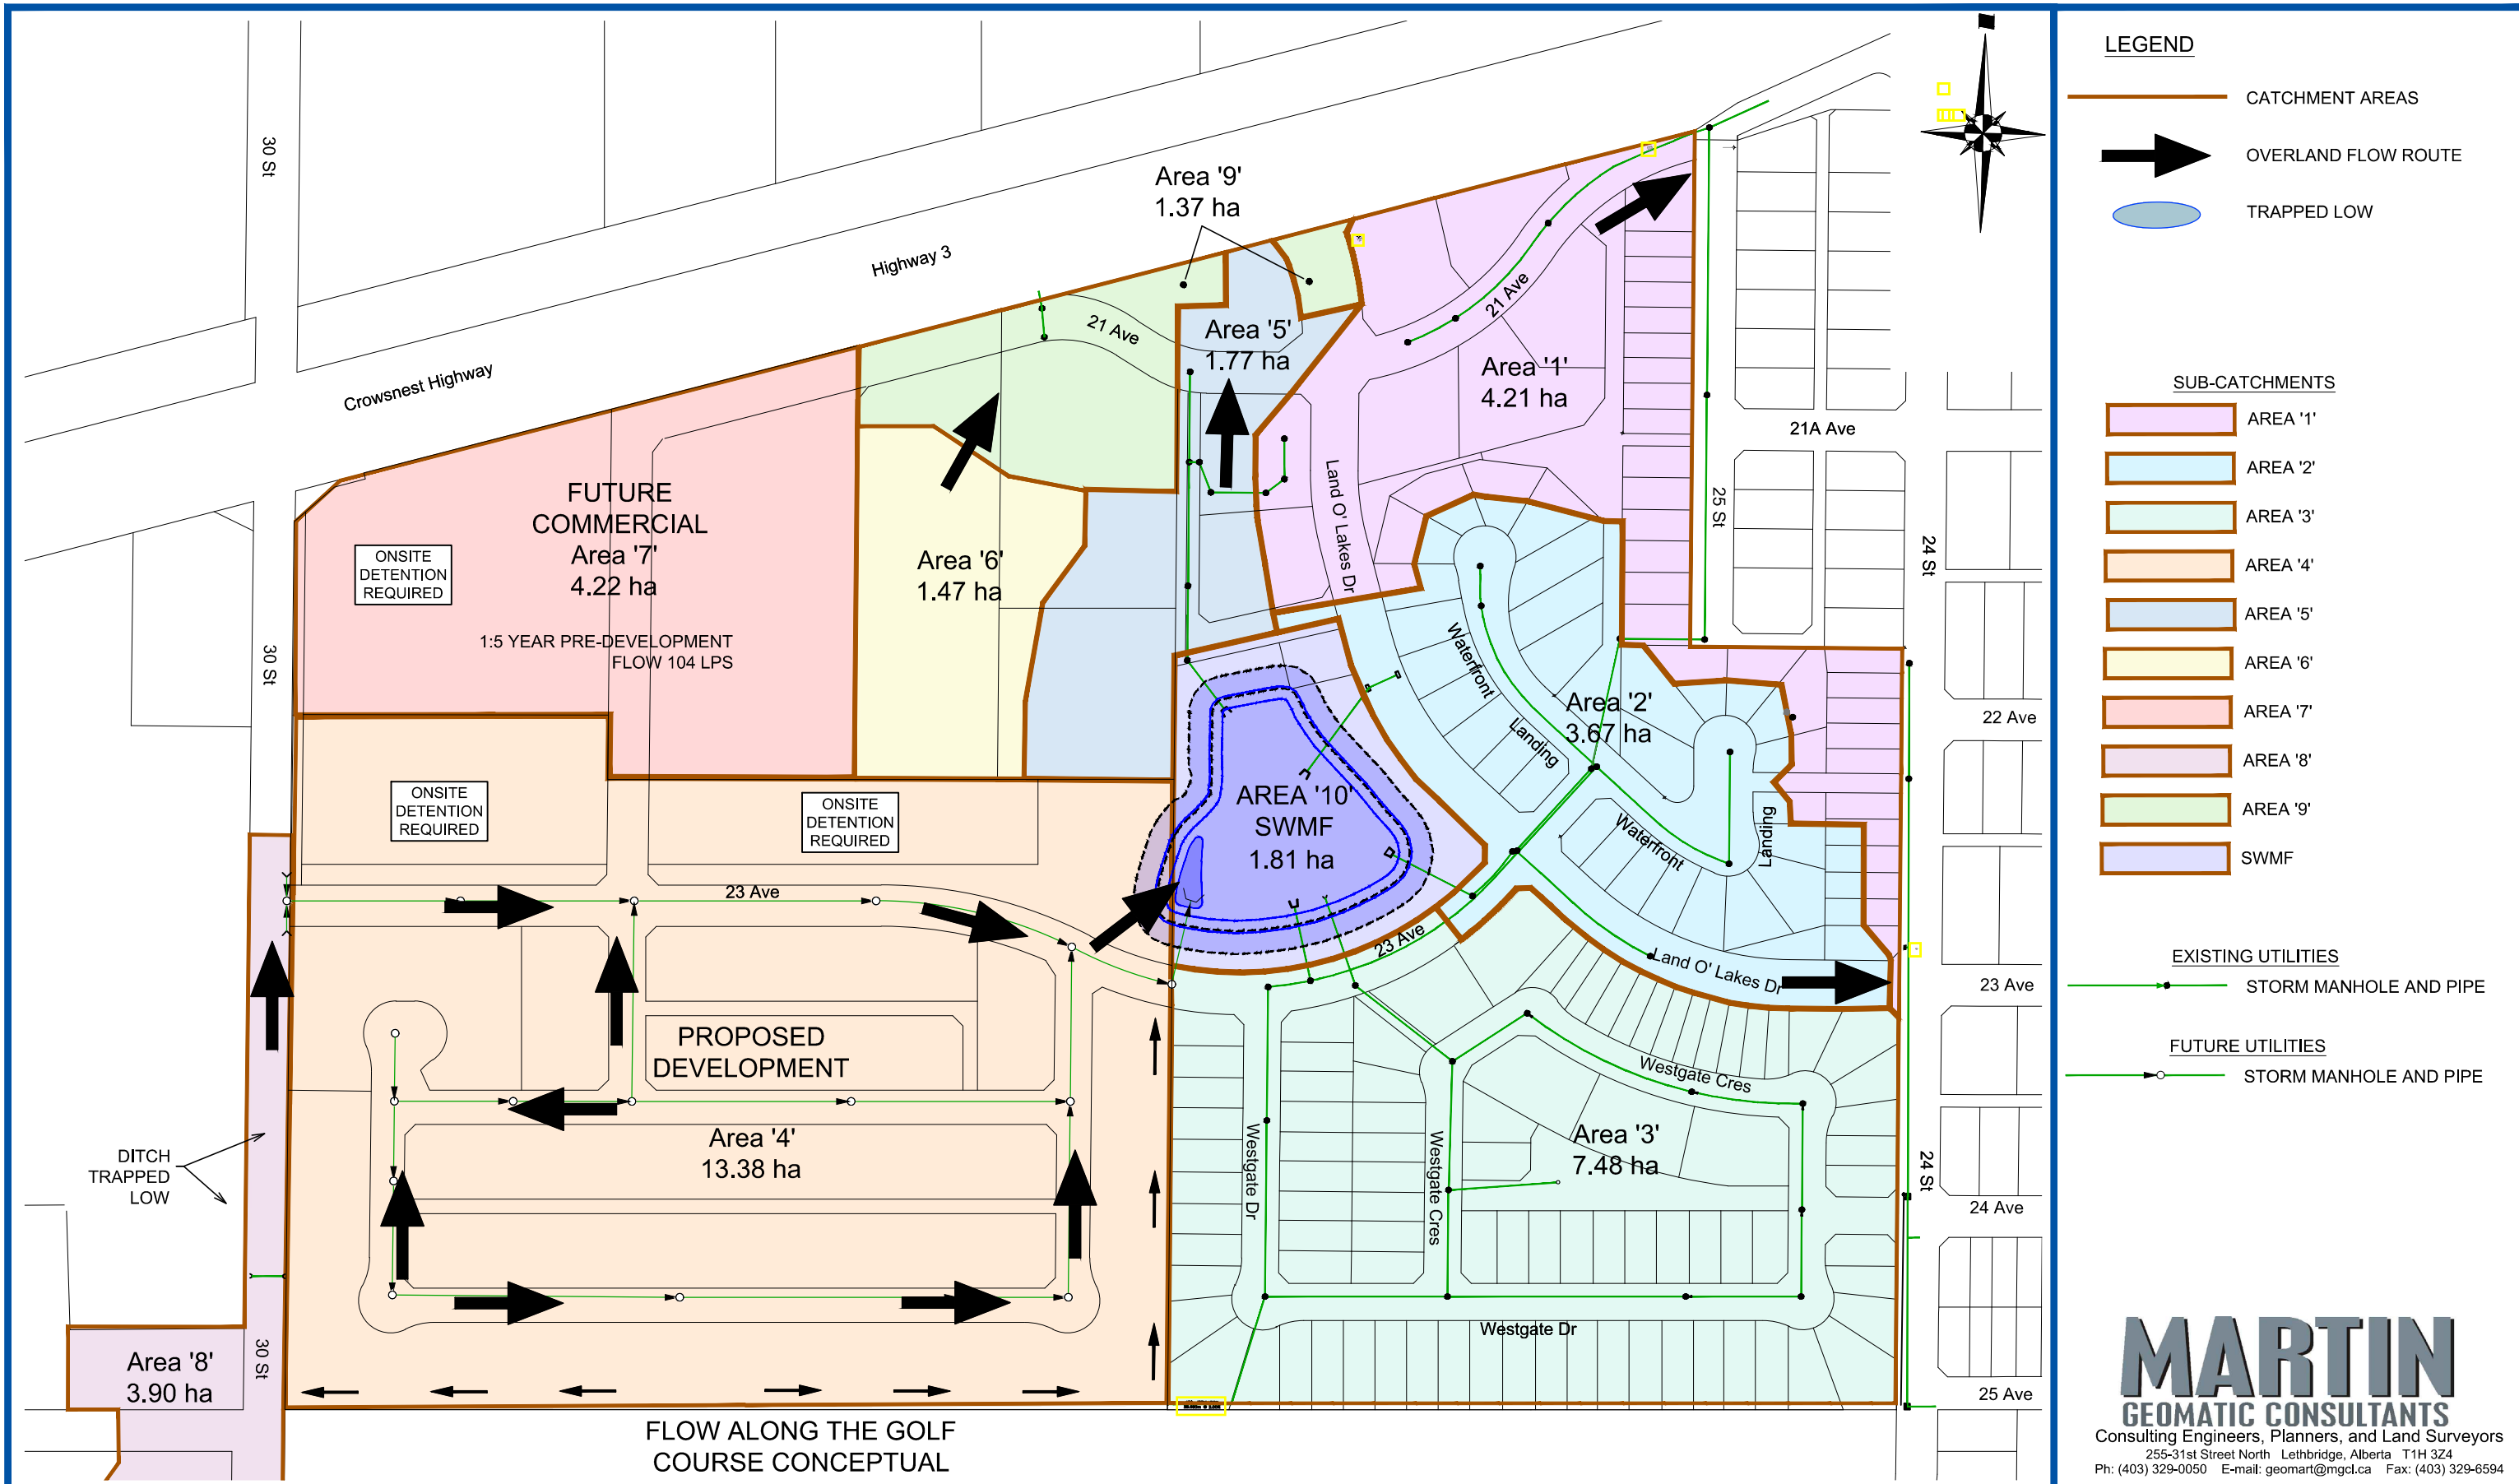 30 St
Highway 3
Crowsnest Highway
Area '9'
1.37 ha
21 Ave
Area '5'
1.77 ha
21 Ave
Area '1'
4.21 ha
Land O' Lakes Dr
25 St
21A Ave
24 St
22 Ave
FUTURE
COMMERCIAL
Area '7'
4.22 ha
ONSITE
DETENTION
REQUIRED
1:5 YEAR PRE-DEVELOPMENT
FLOW 104 LPS
Area '6'
1.47 ha
30 St
Waterfront
Landing
Area '2'
3.67 ha
Waterfront
Landing
AREA '10'
SWMF
1.81 ha
ONSITE
DETENTION
REQUIRED
ONSITE
DETENTION
REQUIRED
23 Ave
23 Ave
Land O' Lakes Dr
23 Ave
PROPOSED
DEVELOPMENT
Area '4'
13.38 ha
DITCH
TRAPPED
LOW
Westgate Dr
Westgate Cres
Westgate Cres
Area '3'
7.48 ha
24 St
24 Ave
Westgate Dr
25 Ave
Area '8'
3.90 ha
30 St
FLOW ALONG THE GOLF
COURSE CONCEPTUAL
LEGEND
CATCHMENT AREAS
OVERLAND FLOW ROUTE
TRAPPED LOW
SUB-CATCHMENTS
AREA '1'
AREA '2'
AREA '3'
AREA '4'
AREA '5'
AREA '6'
AREA '7'
AREA '8'
AREA '9'
SWMF
EXISTING UTILITIES
STORM MANHOLE AND PIPE
FUTURE UTILITIES
STORM MANHOLE AND PIPE
MARTIN
GEOMATIC CONSULTANTS
Consulting Engineers, Planners, and Land Surveyors
255-31st Street North Lethbridge, Alberta T1H 3Z4
Ph: (403) 329-0050 E-mail: geomart@mgcl.ca Fax: (403) 329-6594